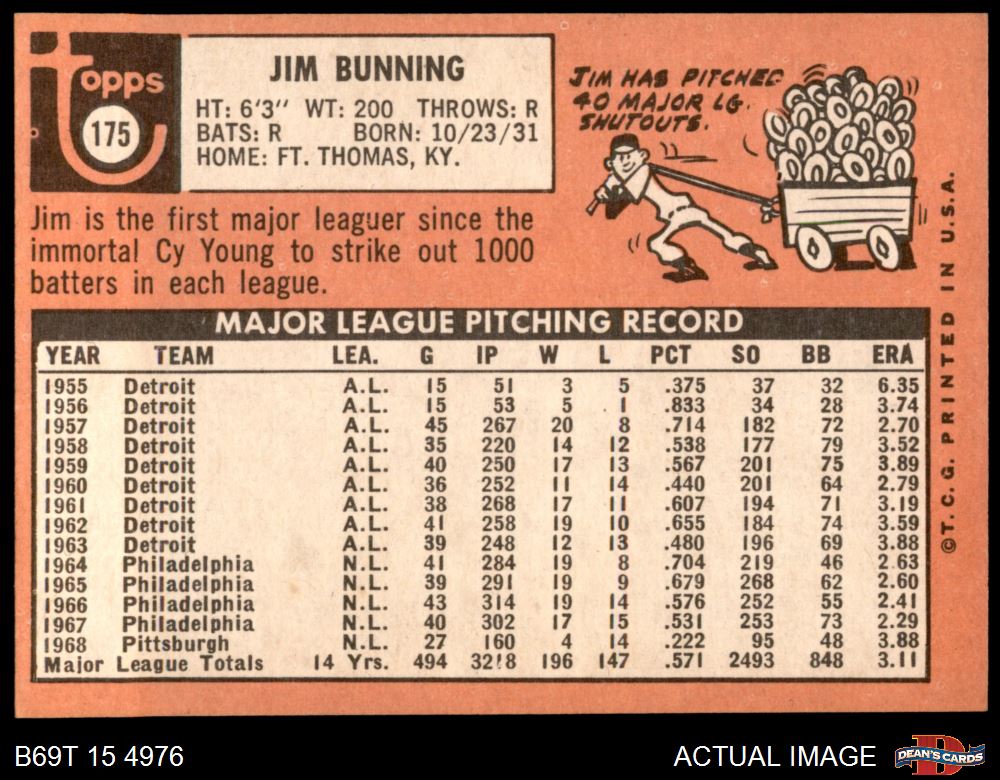 Topps
175
JIM BUNNING
HT: 6'3" WT: 200 THROWS: R
BATS: R BORN: 10/23/31
HOME: FT. THOMAS, KY.
JIM HAS PITCHED
40 MAJOR LG.
SHUTOUTS.
Jim is the first major leaguer since the
immortal Cy Young to strike out 1000
batters in each league.
MAJOR LEAGUE PITCHING RECORD
YEAR TEAM LEA. G IP W L PCT SO BB ERA
1955 Detroit A.L. 15 51 3 5 .375 37 32 6.35
1956 Detroit A.L. 15 53 5 1 .833 34 28 3.74
1957 Detroit A.L. 45 267 20 8 .714 182 72 2.70
1958 Detroit A.L. 35 220 14 12 .538 177 79 3.52
1959 Detroit A.L. 40 250 17 13 .567 201 75 3.89
1960 Detroit A.L. 36 252 11 14 .440 201 64 2.79
1961 Detroit A.L. 38 268 17 11 .607 194 71 3.19
1962 Detroit A.L. 41 258 19 10 .655 184 74 3.59
1963 Detroit A.L. 39 248 12 13 .480 196 69 3.88
1964 Philadelphia N.L. 41 284 19 8 .704 219 46 2.63
1965 Philadelphia N.L. 39 291 19 9 .679 268 62 2.60
1966 Philadelphia N.L. 43 314 19 14 .576 252 55 2.41
1967 Philadelphia N.L. 40 302 17 15 .531 253 73 2.29
1968 Pittsburgh N.L. 27 160 4 14 .222 95 48 3.88
Major League Totals 14 Yrs. 494 3218 196 147 .571 2493 848 3.11
©T.C.G. PRINTED IN U.S.A.
B69T 15 4976
ACTUAL IMAGE
D
DEAN'S CARDS